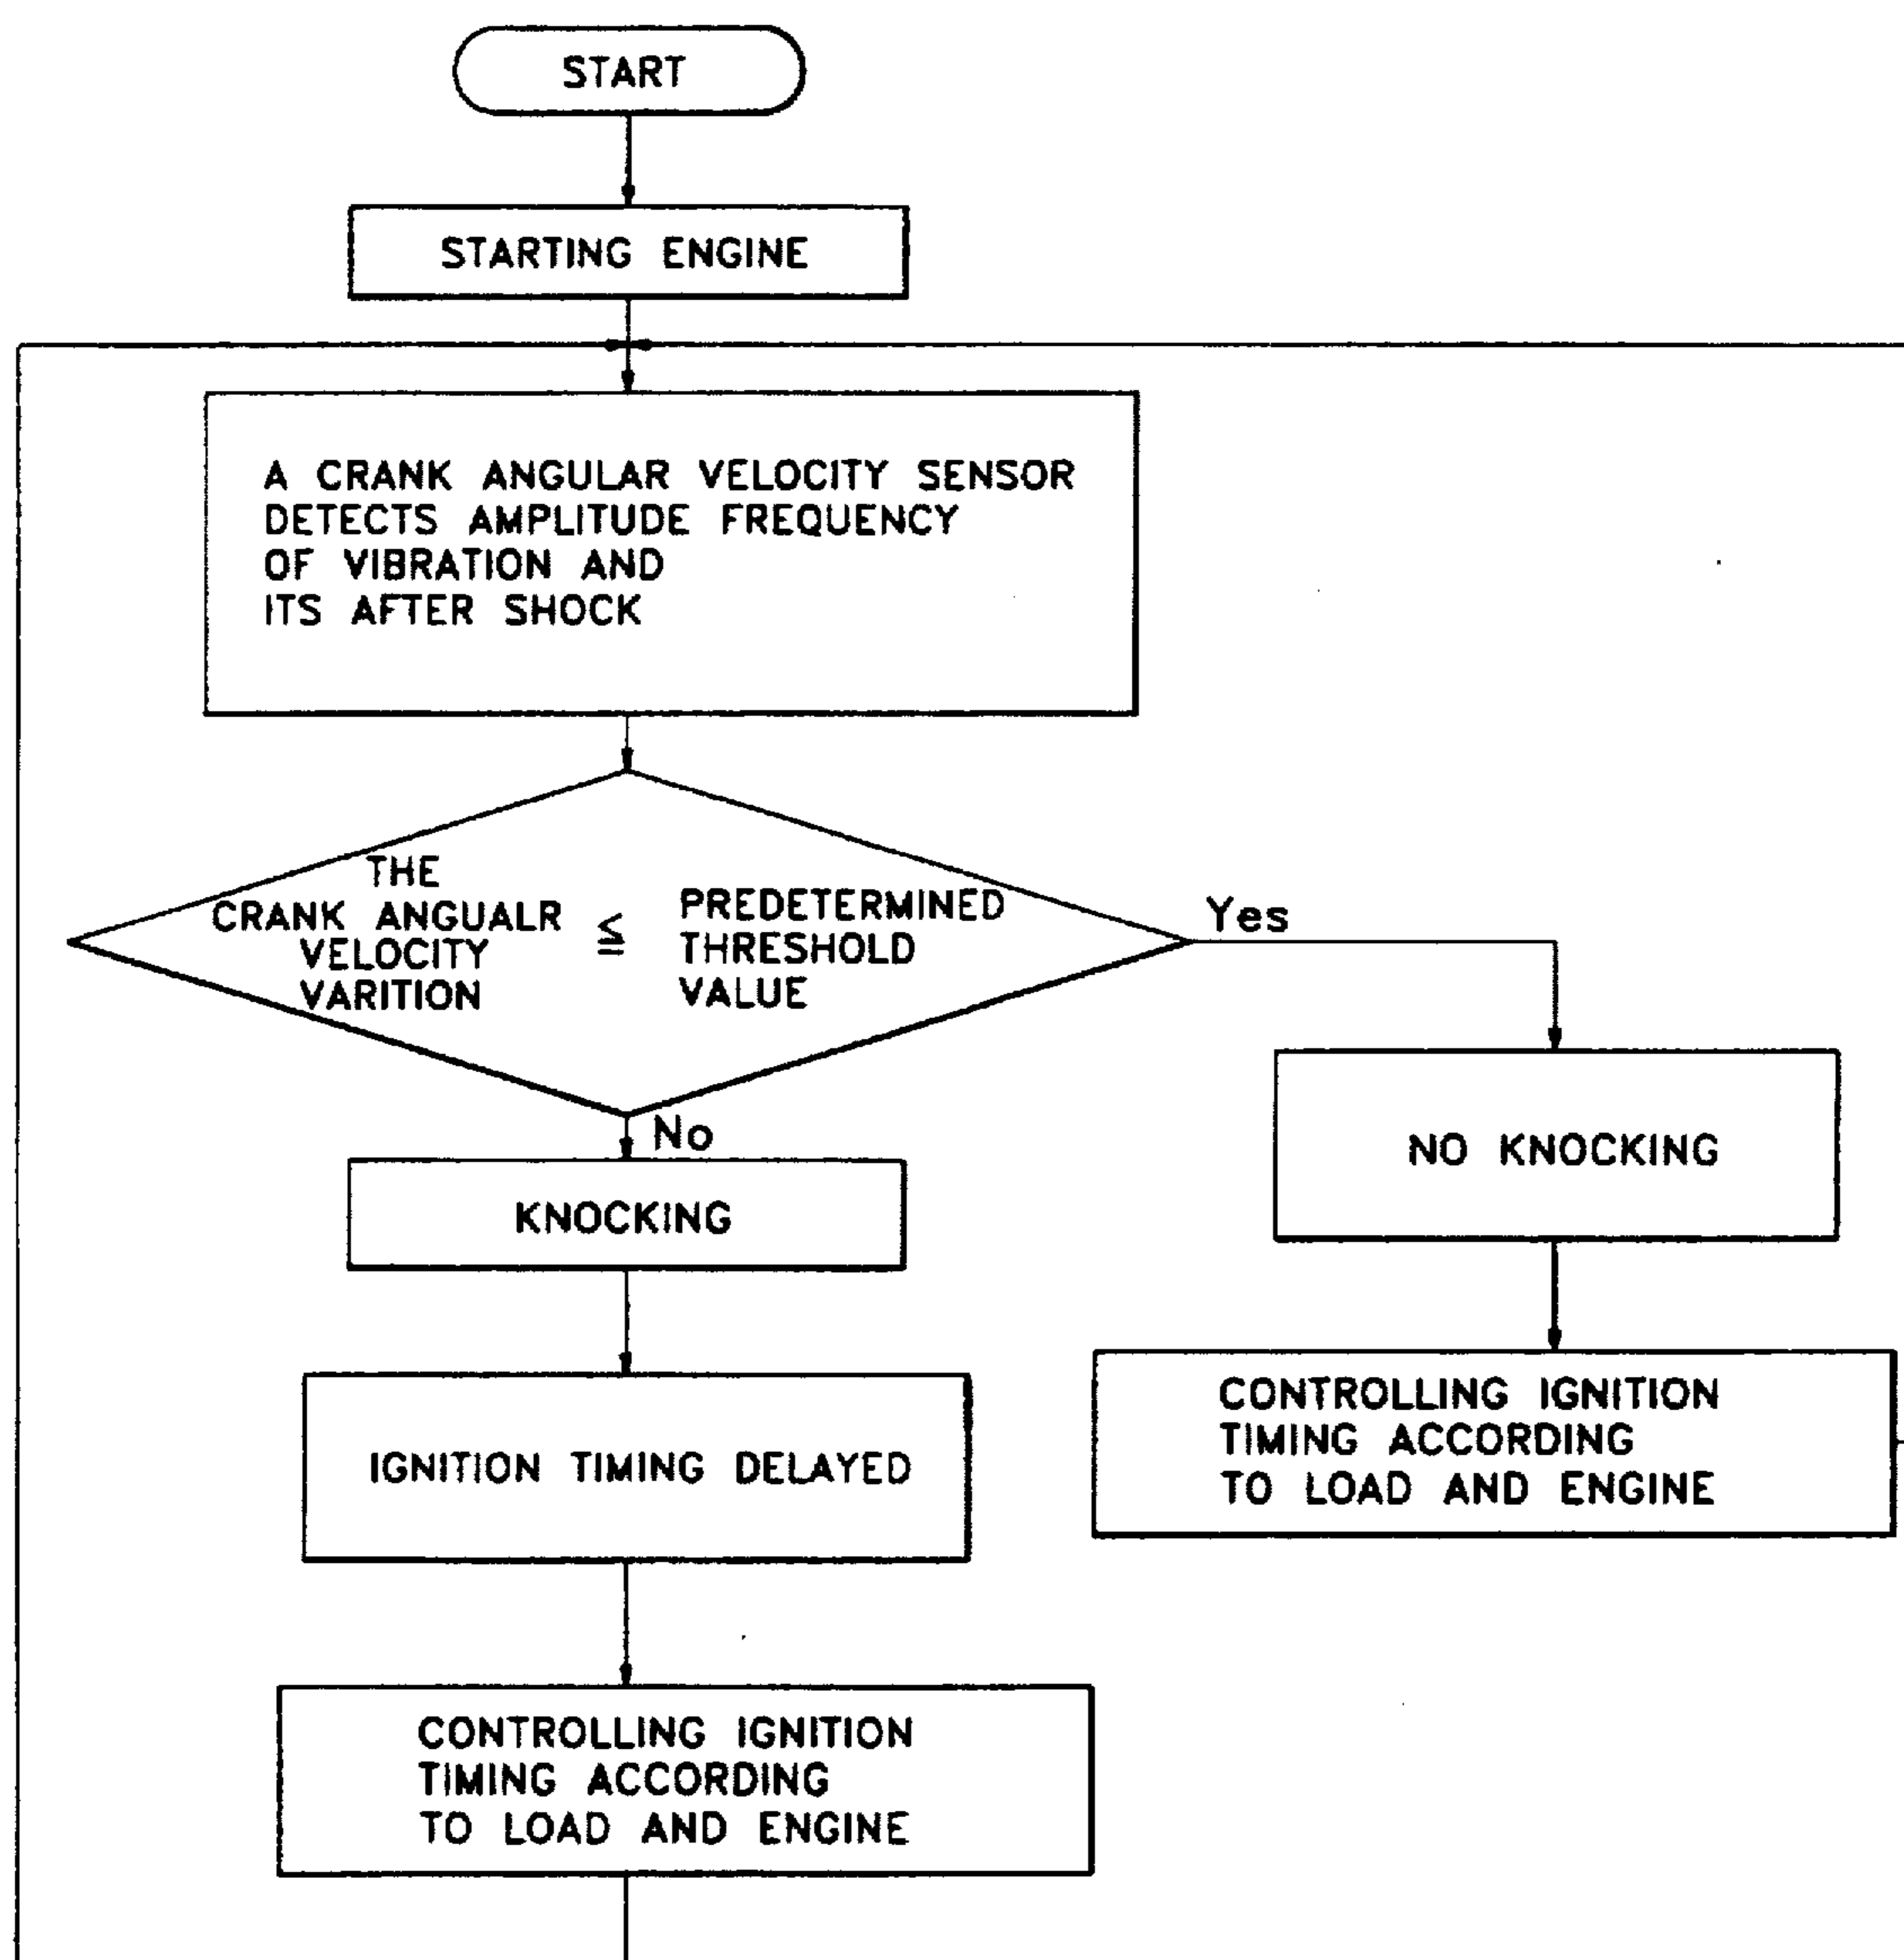 START
STARTING ENGINE
A CRANK ANGULAR VELOCITY SENSOR
DETECTS AMPLITUDE FREQUENCY
OF VIBRATION AND
ITS AFTER SHOCK
THE
CRANK ANGUALR
VELOCITY
VARITION
≦
PREDETERMINED
THRESHOLD
VALUE
Yes
No
KNOCKING
NO KNOCKING
IGNITION TIMING DELAYED
CONTROLLING IGNITION
TIMING ACCORDING
TO LOAD AND ENGINE
CONTROLLING IGNITION
TIMING ACCORDING
TO LOAD AND ENGINE